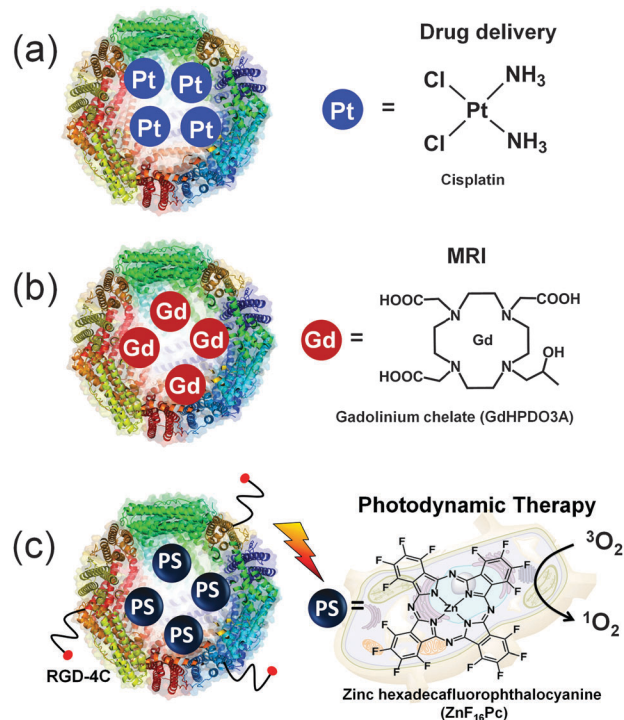 (a)
Drug delivery
Pt Pt
Pt Pt
Pt =
Cl NH₃
Pt
Cl NH₃
Cisplatin
(b)
MRI
Gd
Gd Gd
Gd
Gd =
HOOC COOH
N N
Gd
OH
HOOC N N
Gadolinium chelate (GdHPDO3A)
(c)
Photodynamic Therapy
PS
PS PS
PS
RGD-4C
PS =
F F
F F F F
F F
N N N
N Zn N
N N N
F F
F F F F
F F
³O₂
¹O₂
Zinc hexadecafluorophthalocyanine
(ZnF₁₆Pc)